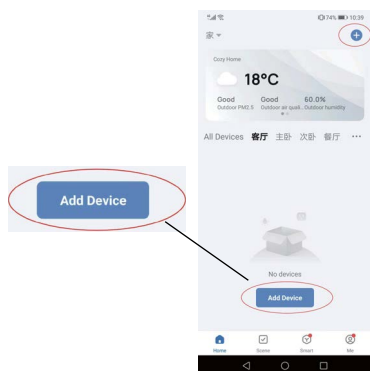 74% 10:39
家
Cozy Home
18°C
Good Good 60.0%
Outdoor PM2.5 Outdoor air quali.. Outdoor humidity
All Devices 客厅 主卧 次卧 餐厅 ...
Add Device
No devices
Add Device
Home Scene Smart Me